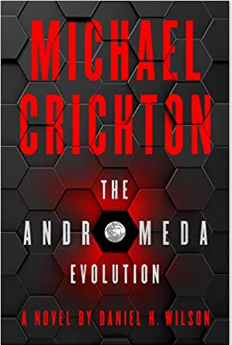 MICHAEL
CRICHTON
THE
ANDROMEDA
EVOLUTION
A NOVEL BY DANIEL H. WILSON